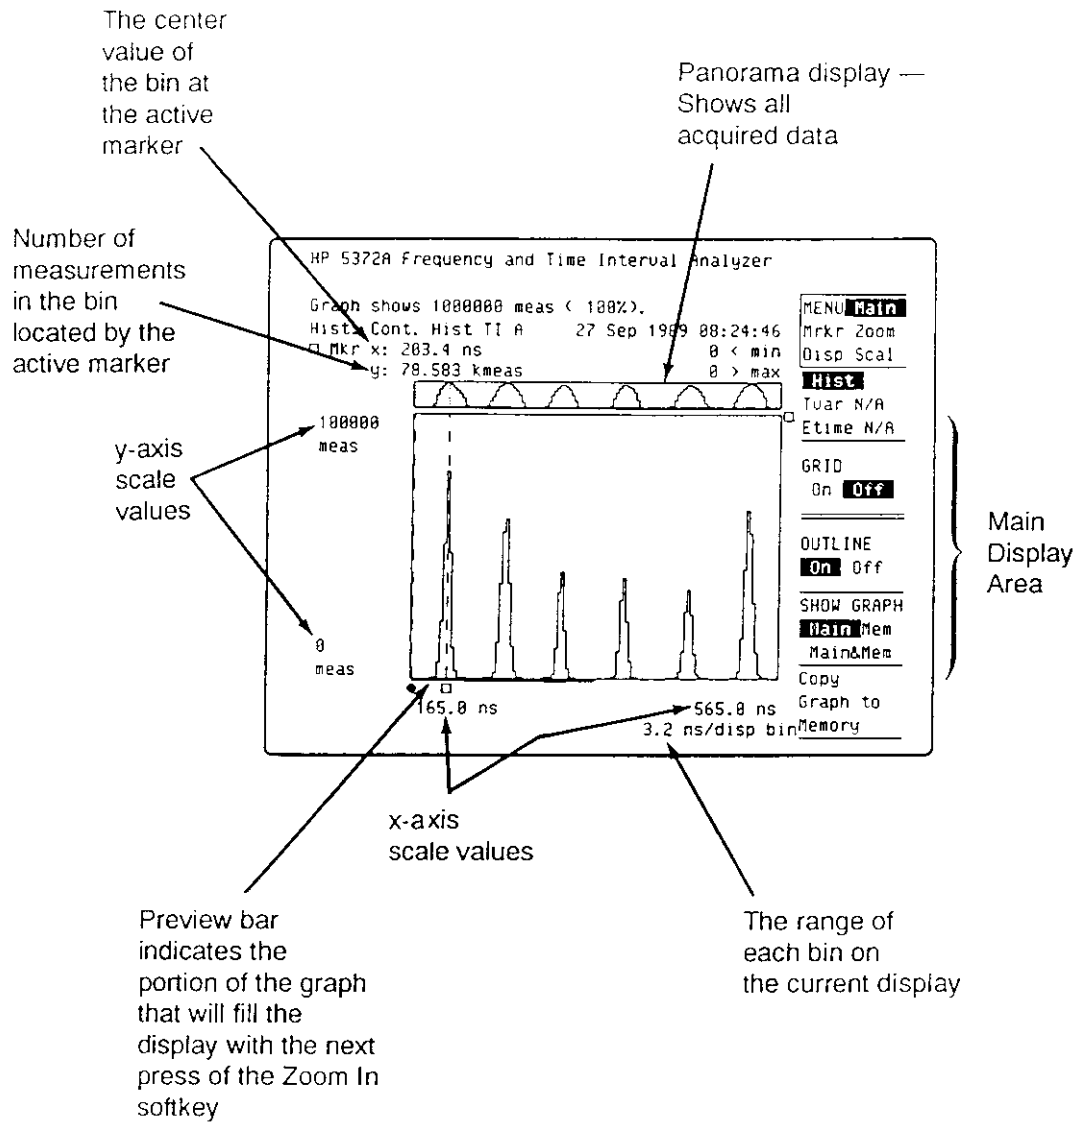 The center
value of
the bin at
the active
marker
Panorama display —
Shows all
acquired data
Number of
measurements
in the bin
located by the
active marker
HP 5372A Frequency and Time Interval Analyzer
Graph shows 1000000 meas ( 100%).
Hist: Cont. Hist TI A 27 Sep 1989 08:24:46
Mkr x: 203.4 ns 0 < min
y: 78.583 kmeas 0 > max
MENU Main
Mrkr Zoom
Disp Scal
Hist
Tvar N/A
Etime N/A
GRID
On Off
OUTLINE
On Off
SHOW GRAPH
Main Mem
Main&Mem
Copy
Graph to
Memory
100000
meas
y-axis
scale
values
0
meas
Main
Display
Area
165.0 ns 565.0 ns
3.2 ns/disp bin
x-axis
scale values
Preview bar
indicates the
portion of the graph
that will fill the
display with the next
press of the Zoom In
softkey
The range of
each bin on
the current display